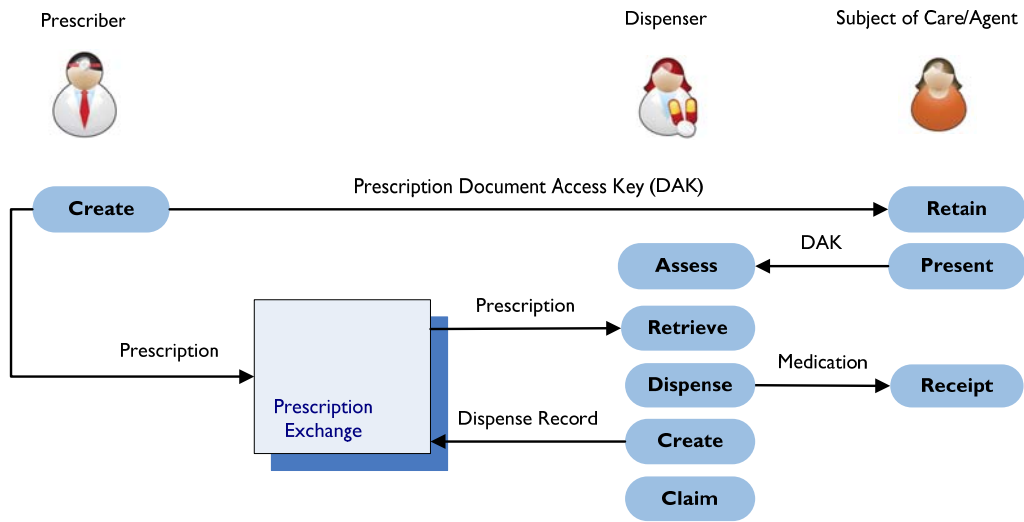 Prescriber
Dispenser
Subject of Care/Agent
Prescription Document Access Key (DAK)
Create
Retain
DAK
Assess
Present
Prescription
Retrieve
Prescription
Medication
Dispense
Receipt
Prescription
Exchange
Dispense Record
Create
Claim